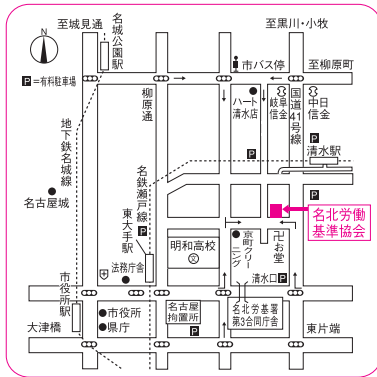 至城見通
名城公園駅
至黒川・小牧
N
P=有料駐車場
市バス停
至柳原町
柳原通
ハート清水店
岐阜信金
国道41号線
中日信金
P
清水駅
P
地下鉄名城線
名鉄瀬戸線
名古屋城
東大手駅
P
P
名北労働
基準協会
明和高校
文
京町クリーニング
卍お堂
法務庁舎
清水口
P
市役所駅
市役所
県庁
名古屋
拘置所
P
名北労基署
第3合同庁舎
大津橋
東片端